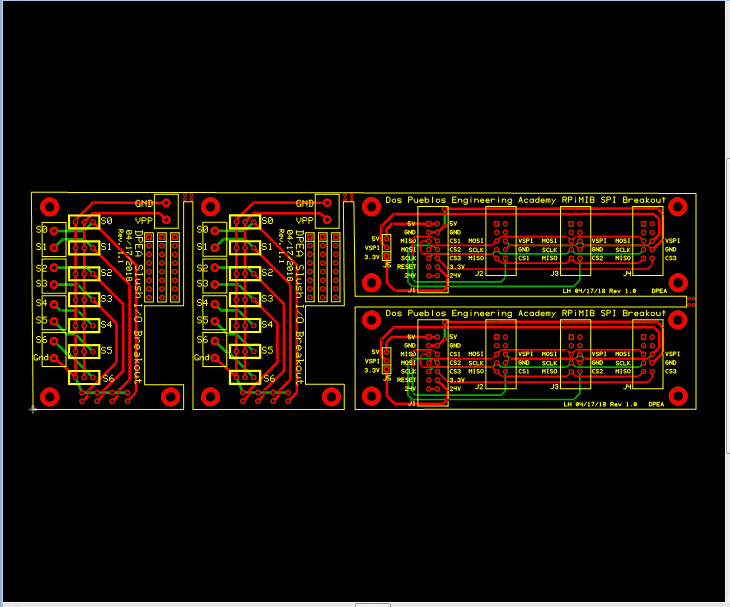 GND
VPP
S0
S0
S1
S1
S2
S2
S3
S3
S4
S4
S5
S5
S6
Gnd
S6
DPEA Slush I/O Breakout
04/17/2018
Rev. 1.1
GND
VPP
S0
S0
S1
S1
S2
S2
S3
S3
S4
S4
S5
S5
S6
Gnd
S6
DPEA Slush I/O Breakout
04/17/2018
Dos Pueblos Engineering Academy RPiMIB SPI Breakout
5V 5V
GND GND
5V MISO CS1 MOSI VSPI MOSI VSPI MOSI VSPI
VSPI MOSI CS2 SCLK GND SCLK GND SCLK GND
3.3V SCLK CS3 MISO CS1 MISO CS2 MISO CS3
J5 RESET 3.3V
24V 24V J2 J3 J4
J1
LH 04/17/18 Rev 1.0 DPEA
Dos Pueblos Engineering Academy RPiMIB SPI Breakout
5V 5V
GND GND
5V MISO CS1 MOSI VSPI MOSI VSPI MOSI VSPI
VSPI MOSI CS2 SCLK GND SCLK GND SCLK GND
3.3V SCLK CS3 MISO CS1 MISO CS2 MISO CS3
J5 RESET 3.3V
24V 24V J2 J3 J4
J1
LH 04/17/18 Rev 1.0 DPEA